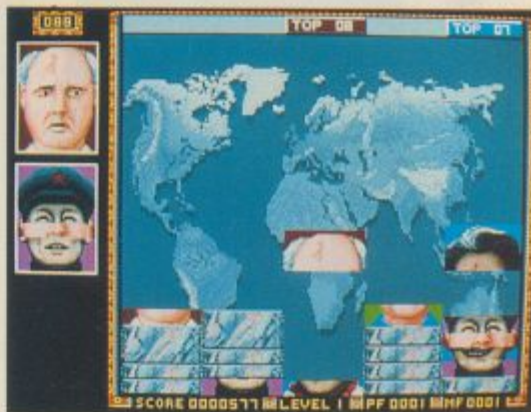 088
TOP 08
TOP 07
SCORE 0000577 LEVEL 1 PF 0001 MF 0001